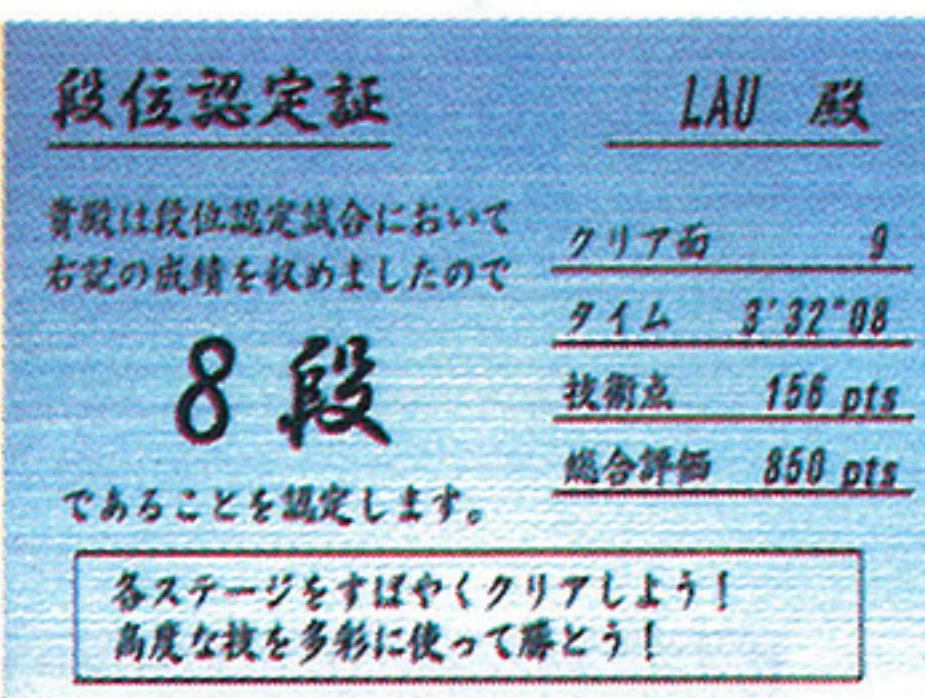 段位認定証
LAU 殿
貴殿は段位認定試合において
右記の成績を収めましたので
8段
であることを認定します。
クリア面 9
タイム 3'32"08
技術点 156 pts
総合評価 850 pts
各ステージをすばやくクリアしよう!
高度な技を多彩に使って勝とう!